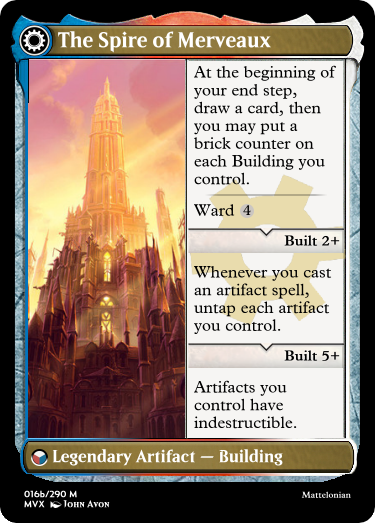 The Spire of Merveaux
At the beginning of
your end step,
draw a card, then
you may put a
brick counter on
each Building you
control.
Ward 4
Built 2+
Whenever you cast
an artifact spell,
untap each artifact
you control.
Built 5+
Artifacts you
control have
indestructible.
Legendary Artifact — Building
016b/290 M
MVX John Avon
Mattelonian